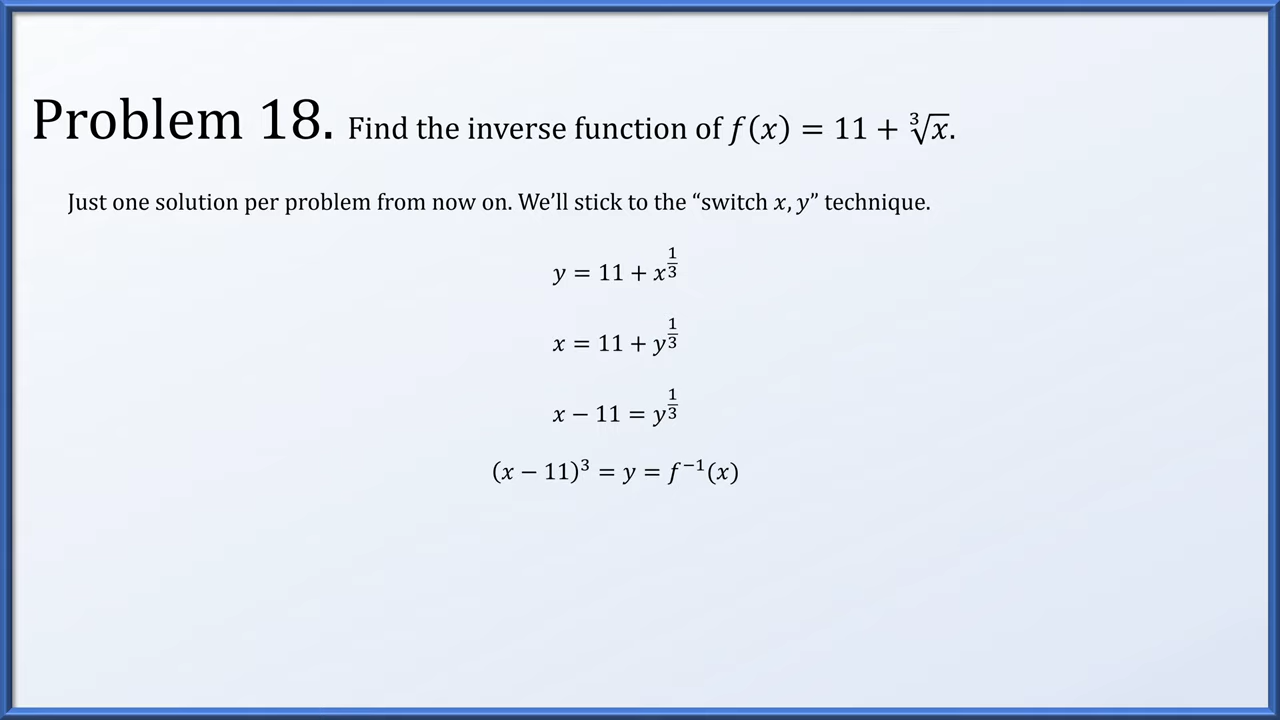 Problem 18. Find the inverse function of f(x) = 11 + ∛x.
Just one solution per problem from now on. We’ll stick to the “switch x, y” technique.
y = 11 + x^(1/3)
x = 11 + y^(1/3)
x − 11 = y^(1/3)
(x − 11)³ = y = f⁻¹(x)